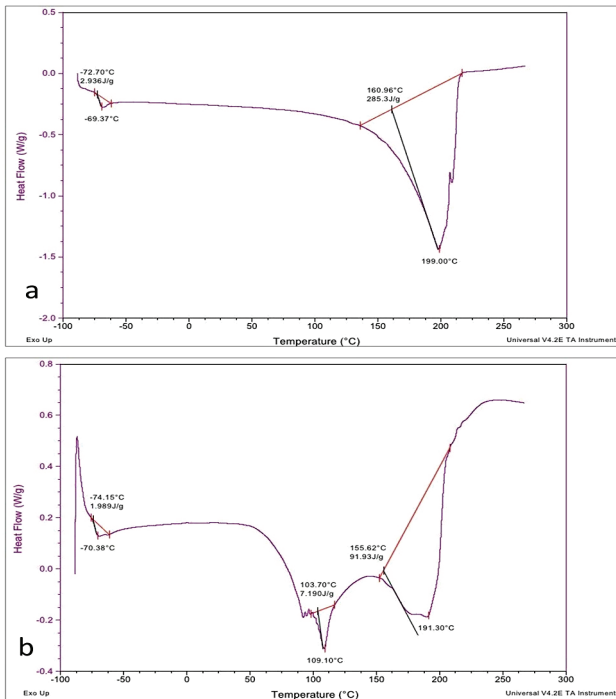 0.5
0.0
-0.5
-1.0
-1.5
-2.0
Heat Flow (W/g)
-72.70°C
2.936J/g
-69.37°C
160.96°C
285.3J/g
199.00°C
a
-100
-50
0
50
100
150
200
250
300
Exo Up
Temperature (°C)
Universal V4.2E TA Instrument
0.8
0.6
0.4
0.2
0.0
-0.2
-0.4
Heat Flow (W/g)
-74.15°C
1.989J/g
-70.38°C
103.70°C
7.190J/g
109.10°C
155.62°C
91.93J/g
191.30°C
b
-100
-50
0
50
100
150
200
250
300
Exo Up
Temperature (°C)
Universal V4.2E TA Instrument